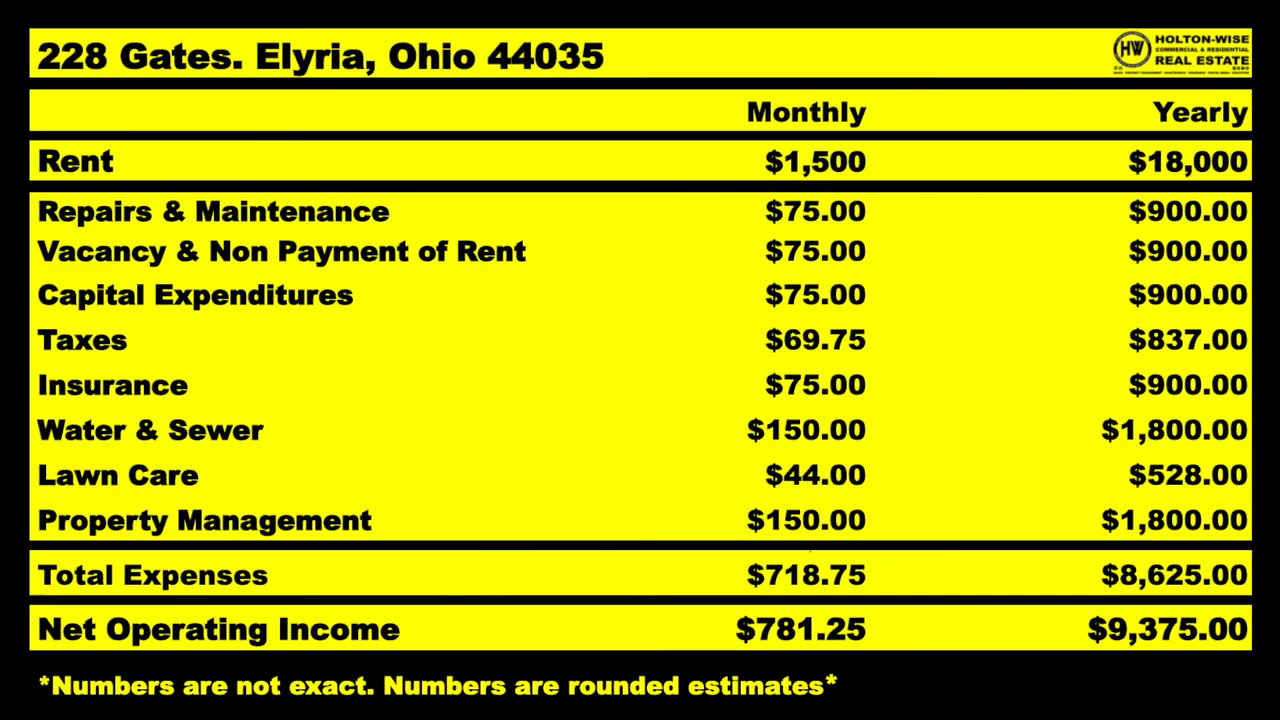 228 Gates. Elyria, Ohio 44035
HW HOLTON-WISE
COMMERCIAL & RESIDENTIAL
REAL ESTATE
Monthly Yearly
Rent $1,500 $18,000
Repairs & Maintenance $75.00 $900.00
Vacancy & Non Payment of Rent $75.00 $900.00
Capital Expenditures $75.00 $900.00
Taxes $69.75 $837.00
Insurance $75.00 $900.00
Water & Sewer $150.00 $1,800.00
Lawn Care $44.00 $528.00
Property Management $150.00 $1,800.00
Total Expenses $718.75 $8,625.00
Net Operating Income $781.25 $9,375.00
*Numbers are not exact. Numbers are rounded estimates*